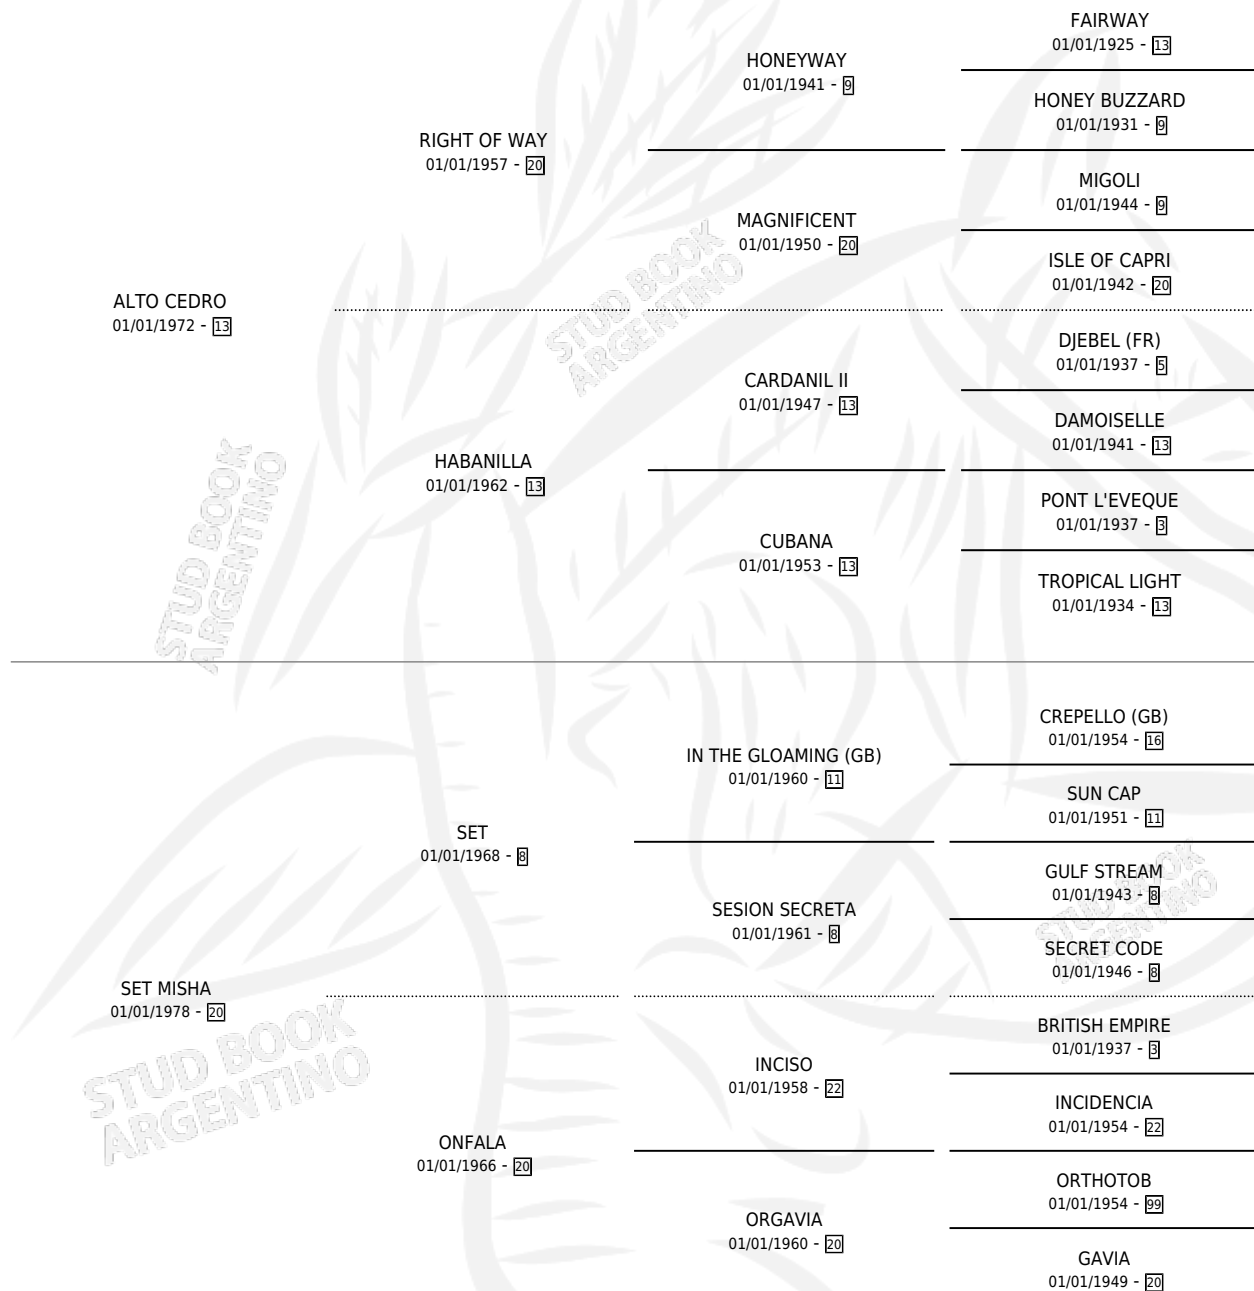 FAIRWAY
01/01/1925 - 13
HONEYWAY
01/01/1941 - 9
HONEY BUZZARD
01/01/1931 - 9
RIGHT OF WAY
01/01/1957 - 20
MIGOLI
01/01/1944 - 9
MAGNIFICENT
01/01/1950 - 20
ISLE OF CAPRI
01/01/1942 - 20
ALTO CEDRO
01/01/1972 - 13
DJEBEL (FR)
01/01/1937 - 5
CARDANIL II
01/01/1947 - 13
DAMOISELLE
01/01/1941 - 13
HABANILLA
01/01/1962 - 13
PONT L'EVEQUE
01/01/1937 - 3
CUBANA
01/01/1953 - 13
TROPICAL LIGHT
01/01/1934 - 13
STUD BOOK
ARGENTINO
STUD BOOK
ARGENTINO
CREPELLO (GB)
01/01/1954 - 16
IN THE GLOAMING (GB)
01/01/1960 - 11
SUN CAP
01/01/1951 - 11
SET
01/01/1968 - 8
GULF STREAM
01/01/1943 - 8
SESION SECRETA
01/01/1961 - 8
SECRET CODE
01/01/1946 - 8
SET MISHA
01/01/1978 - 20
BRITISH EMPIRE
01/01/1937 - 3
INCISO
01/01/1958 - 22
INCIDENCIA
01/01/1954 - 22
ONFALA
01/01/1966 - 20
ORTHOTOB
01/01/1954 - 99
ORGAVIA
01/01/1960 - 20
GAVIA
01/01/1949 - 20
STUD BOOK
ARGENTINO
STUD BOOK
ARGENTINO